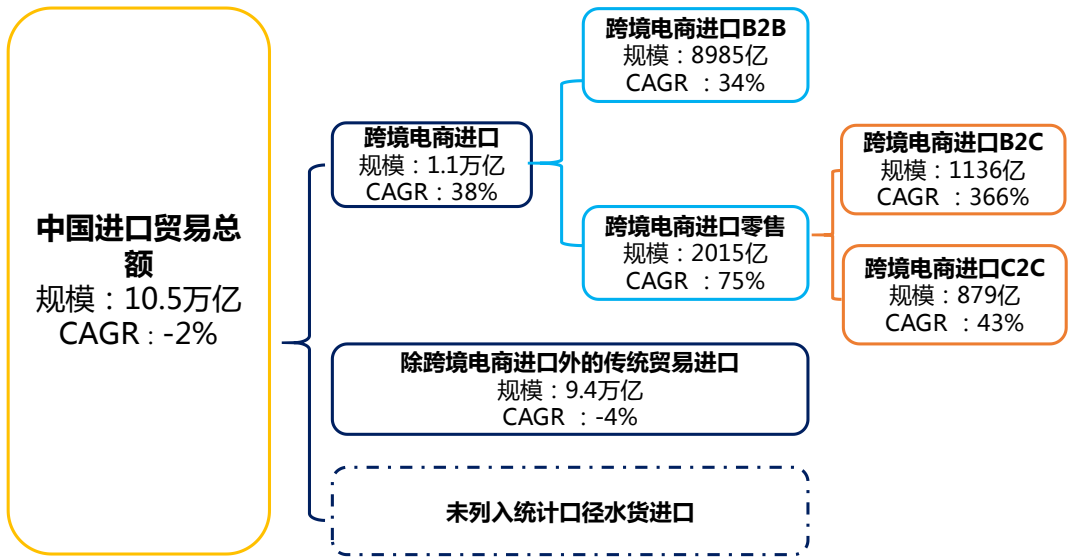 中国进口贸易总
额
规模：10.5万亿
CAGR：-2%
跨境电商进口
规模：1.1万亿
CAGR：38%
跨境电商进口B2B
规模：8985亿
CAGR ：34%
跨境电商进口零售
规模：2015亿
CAGR ：75%
跨境电商进口B2C
规模：1136亿
CAGR ：366%
跨境电商进口C2C
规模：879亿
CAGR ：43%
除跨境电商进口外的传统贸易进口
规模：9.4万亿
CAGR ：-4%
未列入统计口径水货进口